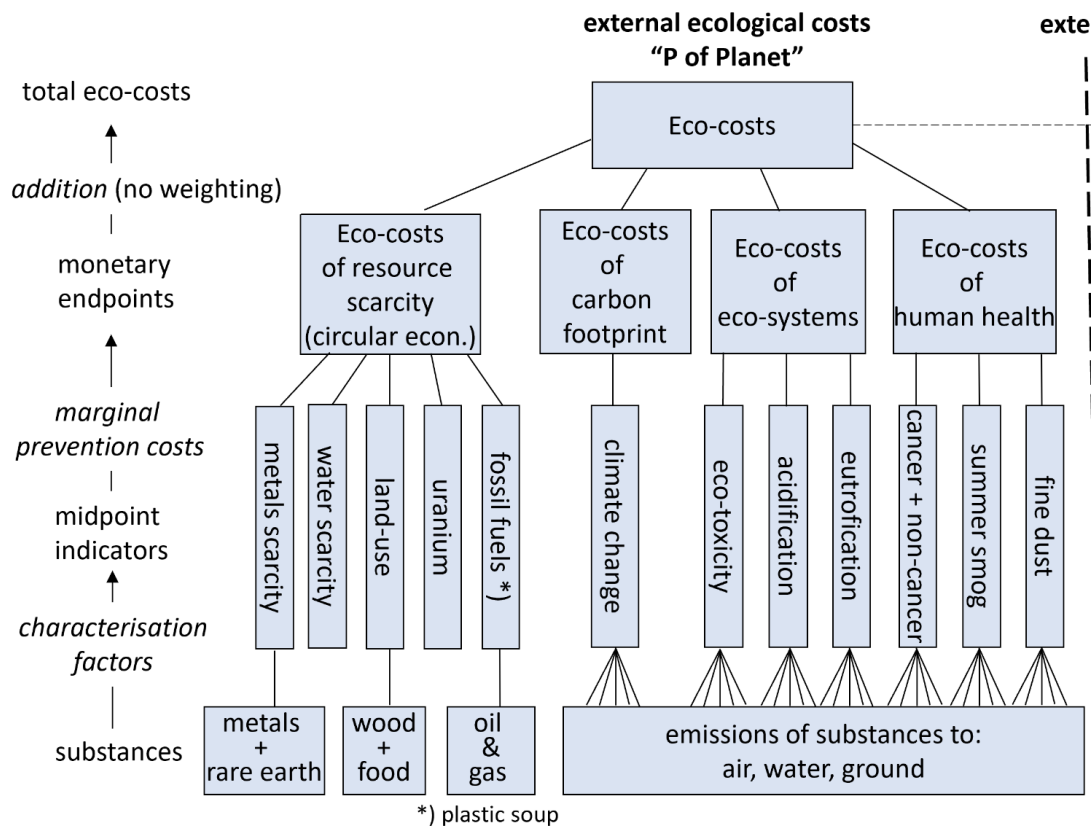 external ecological costs
“P of Planet”
exte
total eco-costs
addition (no weighting)
monetary
endpoints
marginal
prevention costs
midpoint
indicators
characterisation
factors
substances
Eco-costs
Eco-costs
of resource
scarcity
(circular econ.)
Eco-costs
of
carbon
footprint
Eco-costs
of
eco-systems
Eco-costs
of
human health
metals scarcity
water scarcity
land-use
uranium
fossil fuels *)
climate change
eco-toxicity
acidification
eutrofication
cancer + non-cancer
summer smog
fine dust
metals
+
rare earth
wood
+
food
oil
&
gas
emissions of substances to:
air, water, ground
*) plastic soup